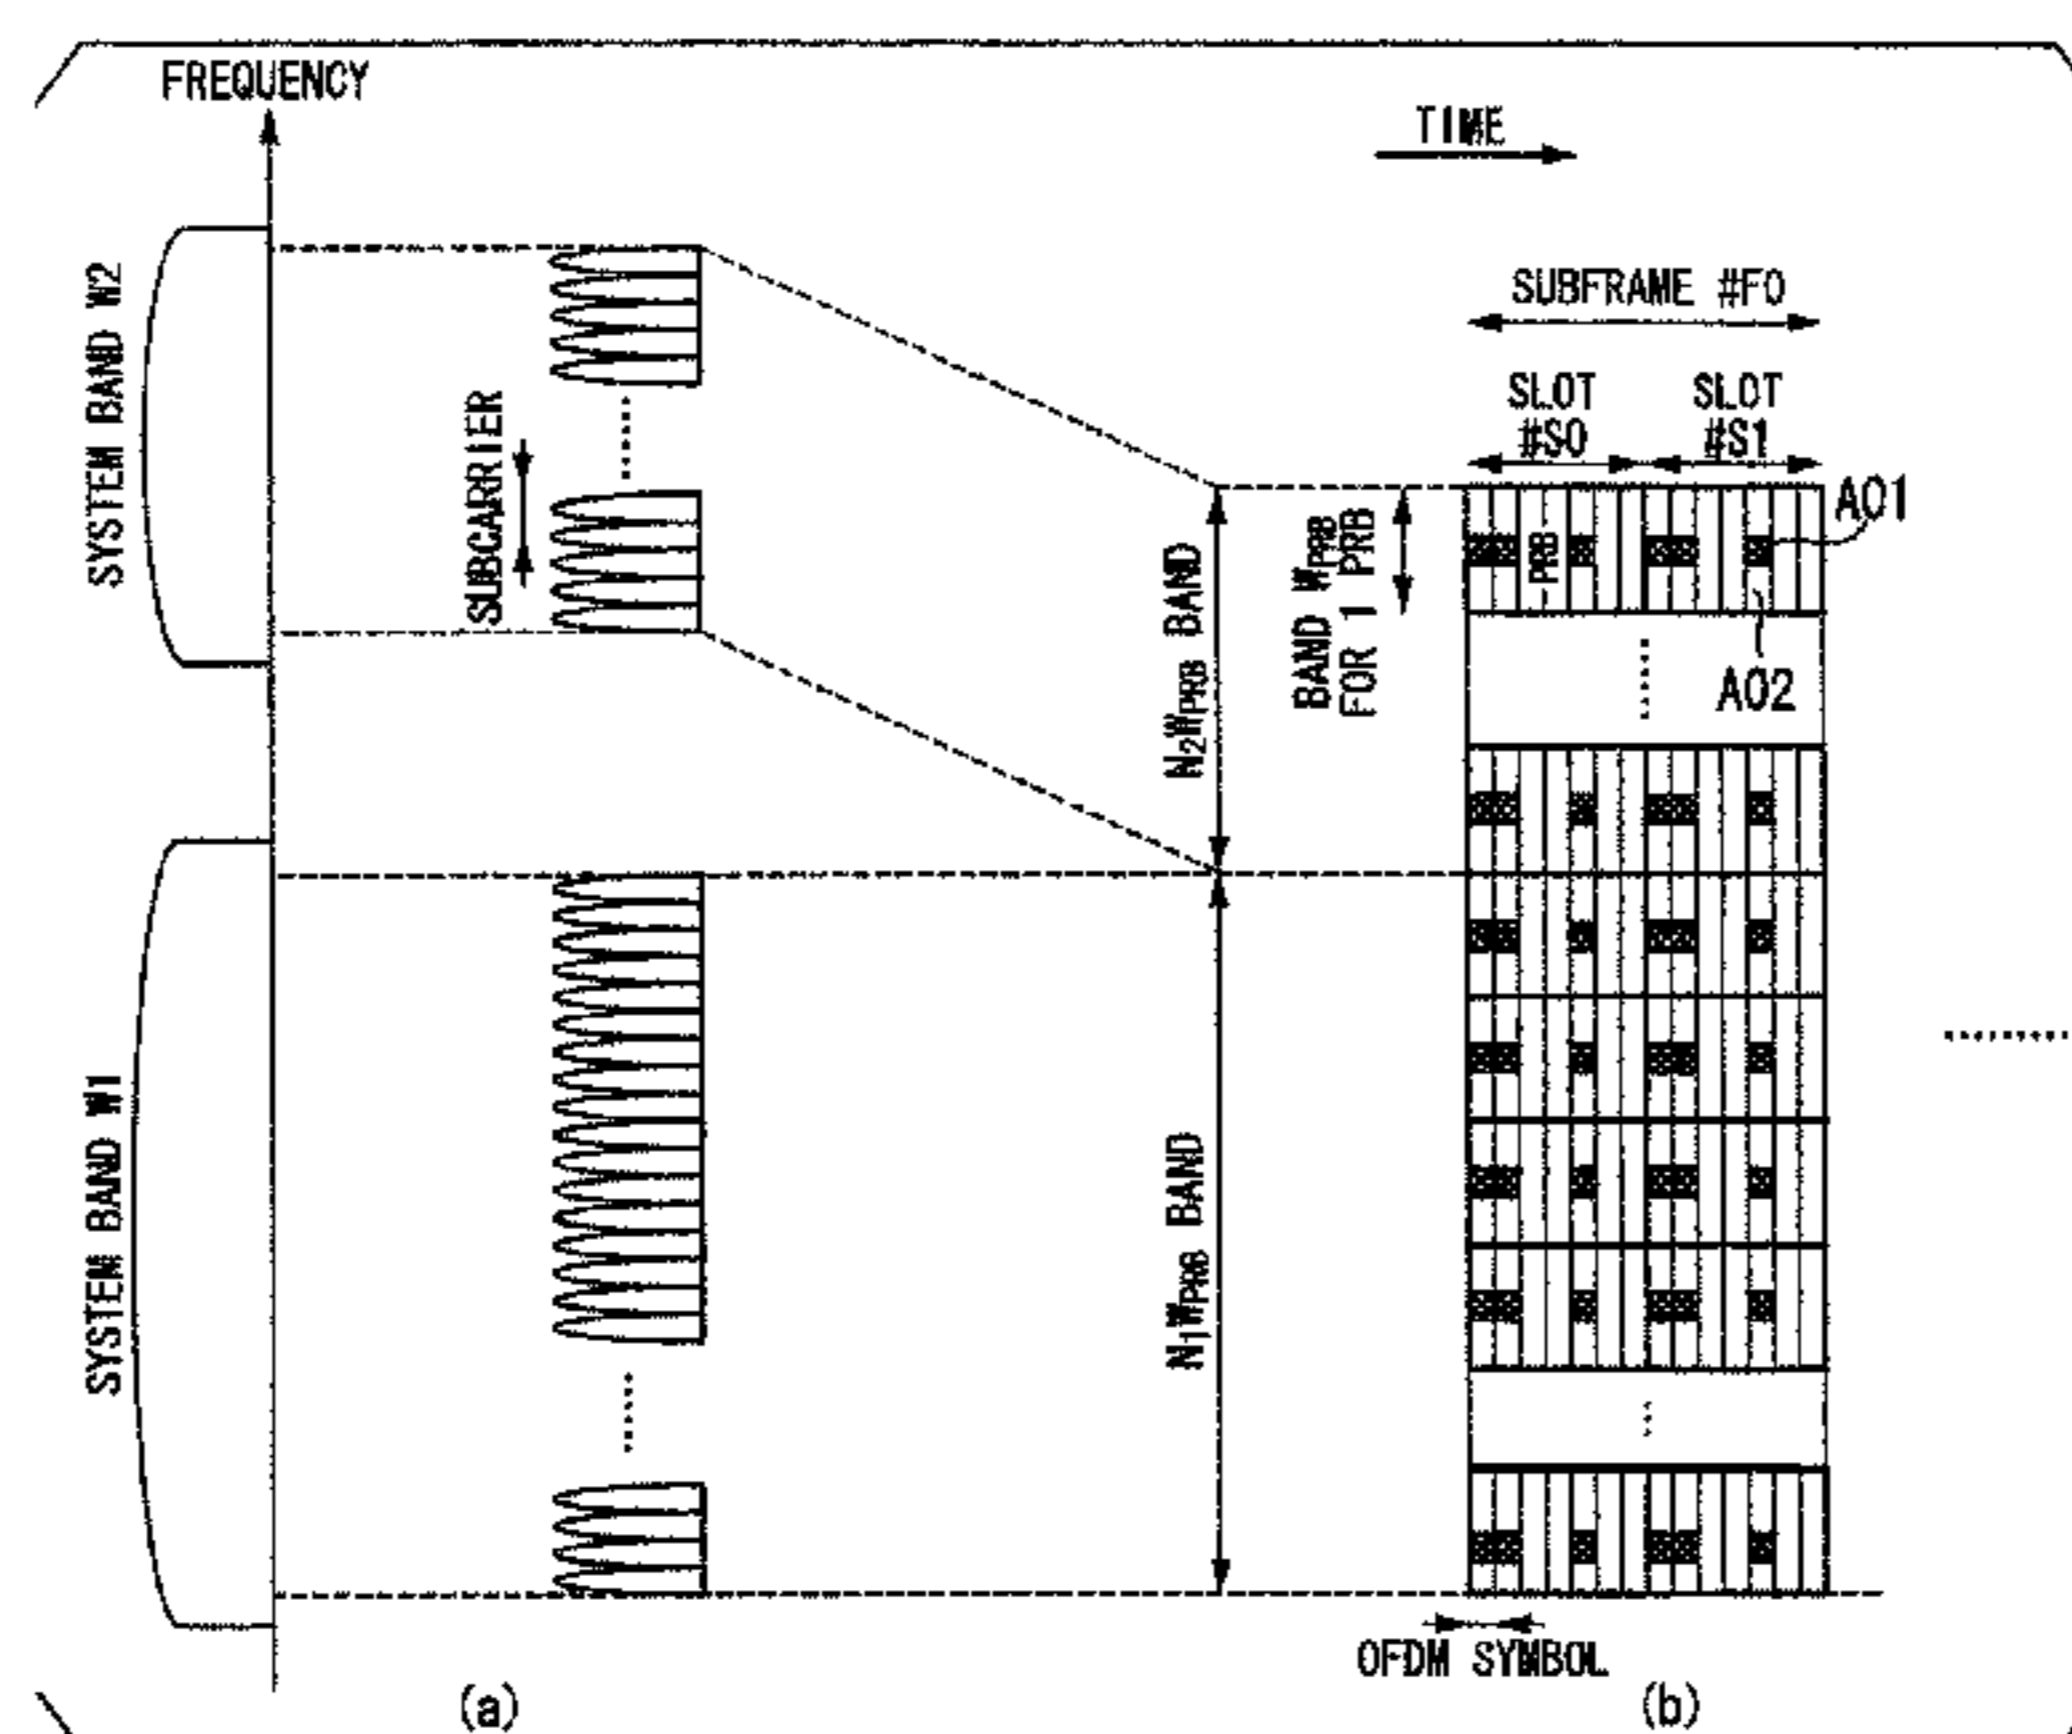 FREQUENCY
TIME
SYSTEM BAND W2
SUBCARRIER
SUBFRAME #F0
SLOT #S0
SLOT #S1
A01
PRB
BAND WPRB FOR 1 PRB
A02
N2WPRB BAND
SYSTEM BAND W1
N1WPRB BAND
OFDM SYMBOL
(a)
(b)